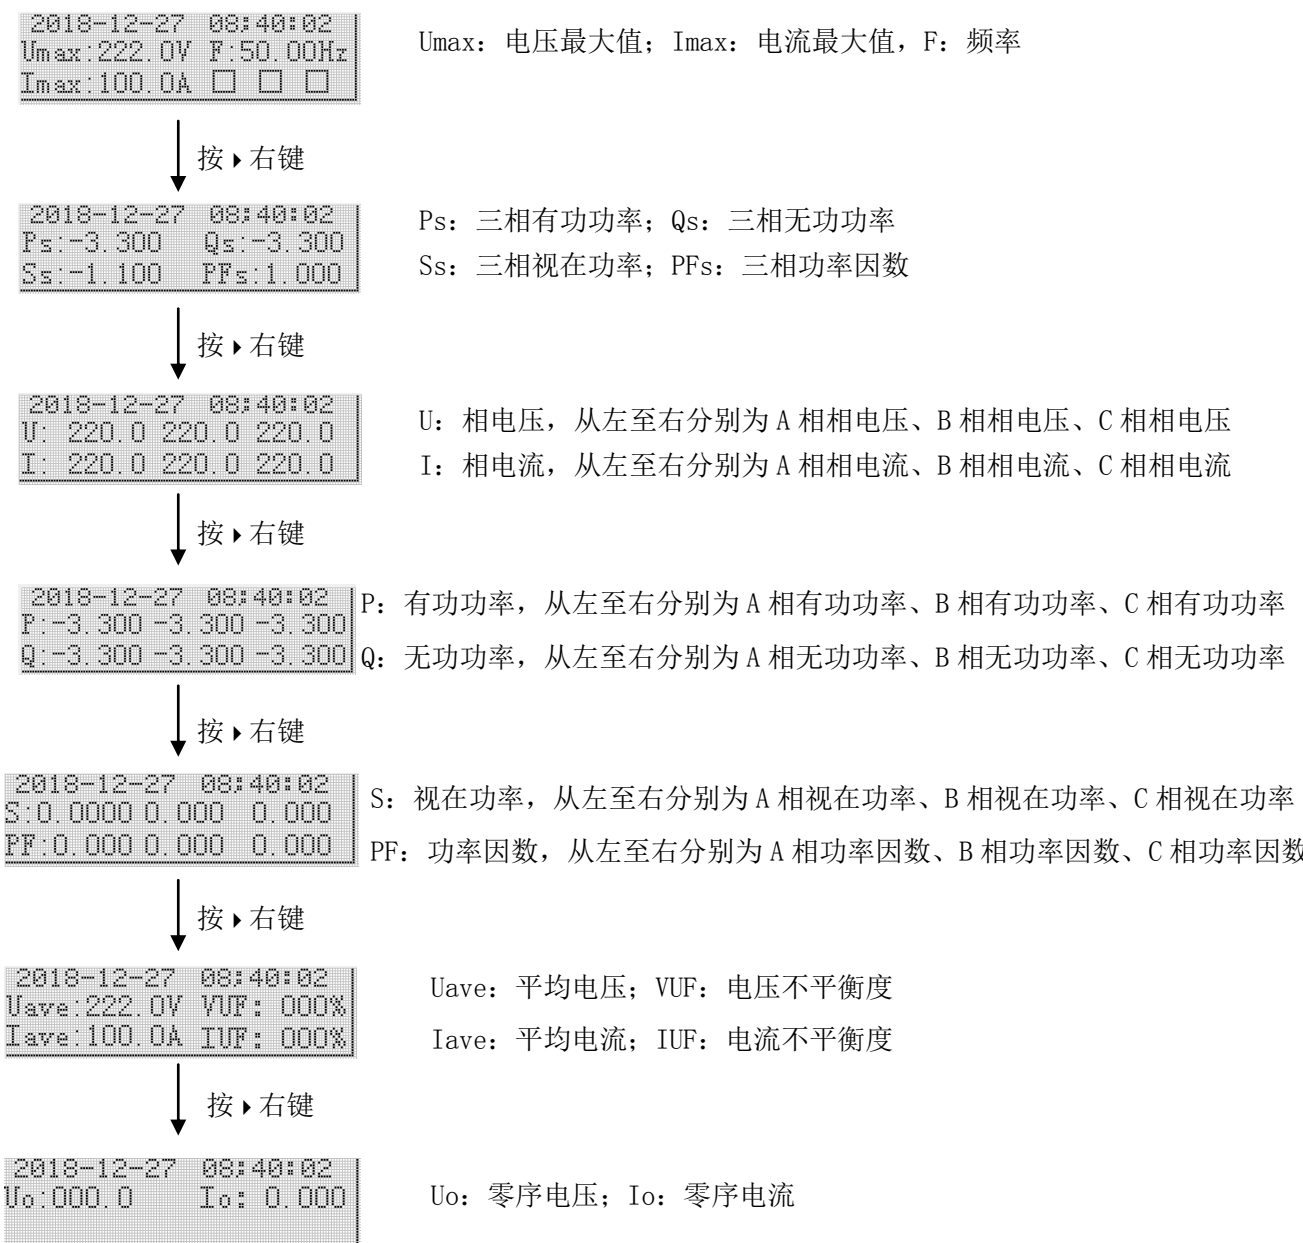 2018-12-27 08:40:02
Umax:222.0V F:50.00Hz
Imax:100.0A
Umax：电压最大值；Imax：电流最大值，F：频率
按右键
2018-12-27 08:40:02
Ps:-3.300 Qs:-3.300
Ss:-1.100 PFs:1.000
Ps：三相有功功率；Qs：三相无功功率
Ss：三相视在功率；PFs：三相功率因数
按右键
2018-12-27 08:40:02
U: 220.0 220.0 220.0
I: 220.0 220.0 220.0
U：相电压，从左至右分别为 A 相相电压、B 相相电压、C 相相电压
I：相电流，从左至右分别为 A 相相电流、B 相相电流、C 相相电流
按右键
2018-12-27 08:40:02
P:-3.300 -3.300 -3.300
Q:-3.300 -3.300 -3.300
P：有功功率，从左至右分别为 A 相有功功率、B 相有功功率、C 相有功功率
Q：无功功率，从左至右分别为 A 相无功功率、B 相无功功率、C 相无功功率
按右键
2018-12-27 08:40:02
S:0.0000 0.000 0.000
PF:0.000 0.000 0.000
S：视在功率，从左至右分别为 A 相视在功率、B 相视在功率、C 相视在功率
PF：功率因数，从左至右分别为 A 相功率因数、B 相功率因数、C 相功率因数
按右键
2018-12-27 08:40:02
Uave:222.0V VUF: 000%
Iave:100.0A IUF: 000%
Uave：平均电压；VUF：电压不平衡度
Iave：平均电流；IUF：电流不平衡度
按右键
2018-12-27 08:40:02
Uo:000.0 Io: 0.000
Uo：零序电压；Io：零序电流